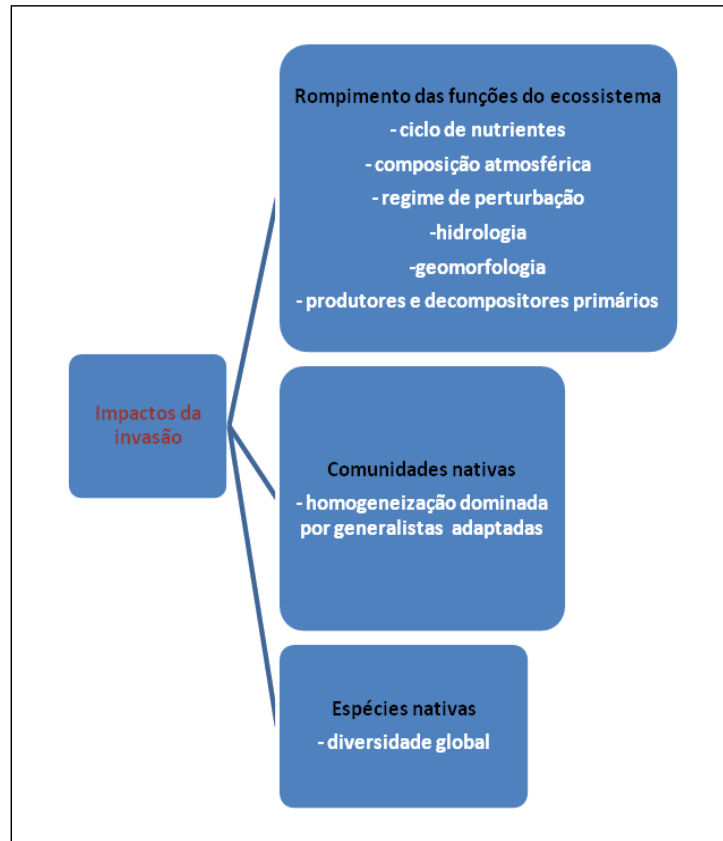 Rompimento das funções do ecossistema
- ciclo de nutrientes
- composição atmosférica
- regime de perturbação
-hidrologia
-geomorfologia
- produtores e decompositores primários
Impactos da
invasão
Comunidades nativas
- homogeneização dominada
por generalistas adaptadas
Espécies nativas
- diversidade global